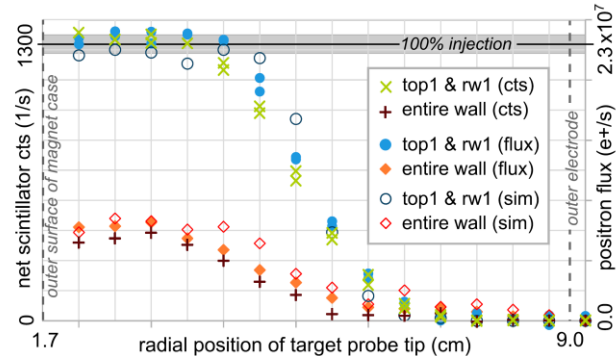 net scintillator cts (1/s)
1300
0
outer surface of magnet case
100% injection
top1 & rw1 (cts)
entire wall (cts)
top1 & rw1 (flux)
entire wall (flux)
top1 & rw1 (sim)
entire wall (sim)
outer electrode
2.3 x10⁷
0.0
positron flux (e+/s)
1.7
radial position of target probe tip (cm)
9.0